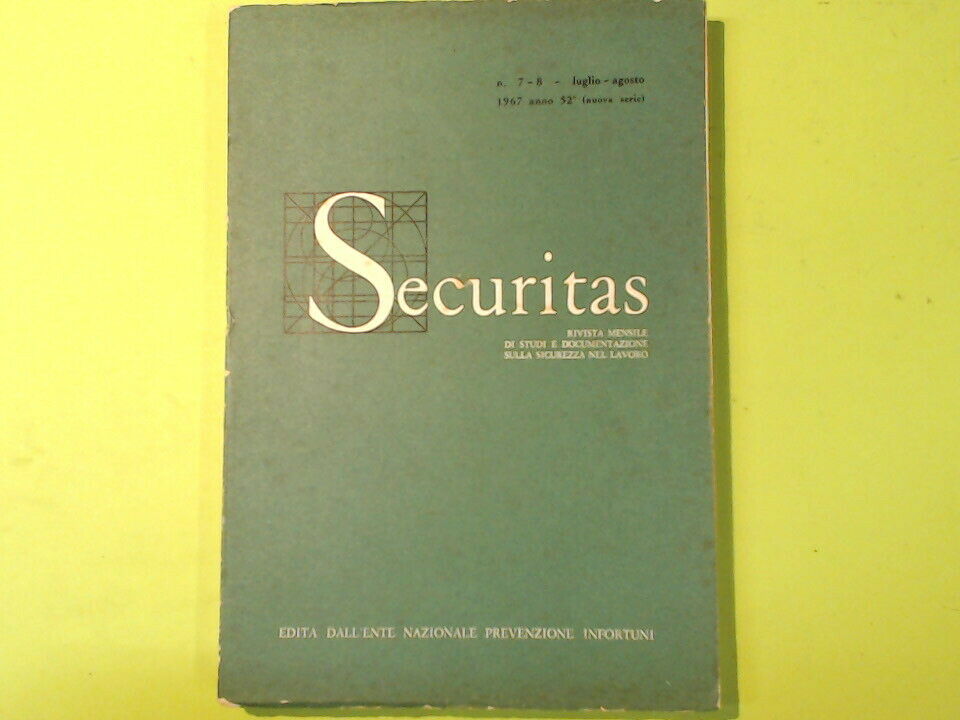 n. 7-8 - luglio-agosto
1967 anno 52° (nuova serie)
Securitas
RIVISTA MENSILE
DI STUDI E DOCUMENTAZIONE
SULLA SICUREZZA NEL LAVORO
EDITA DALL'ENTE NAZIONALE PREVENZIONE INFORTUNI